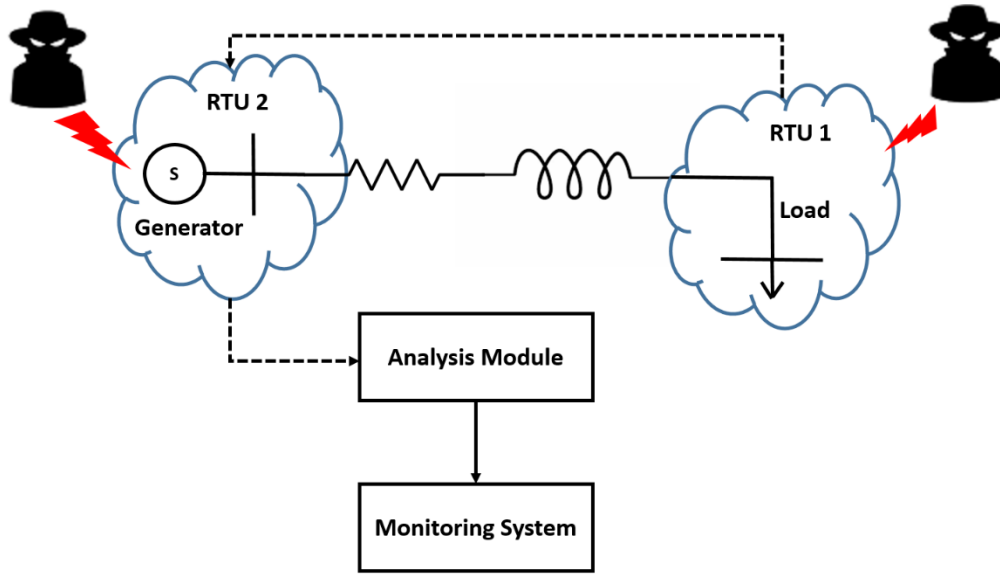 RTU 2
RTU 1
S
Generator
Load
Analysis Module
Monitoring System